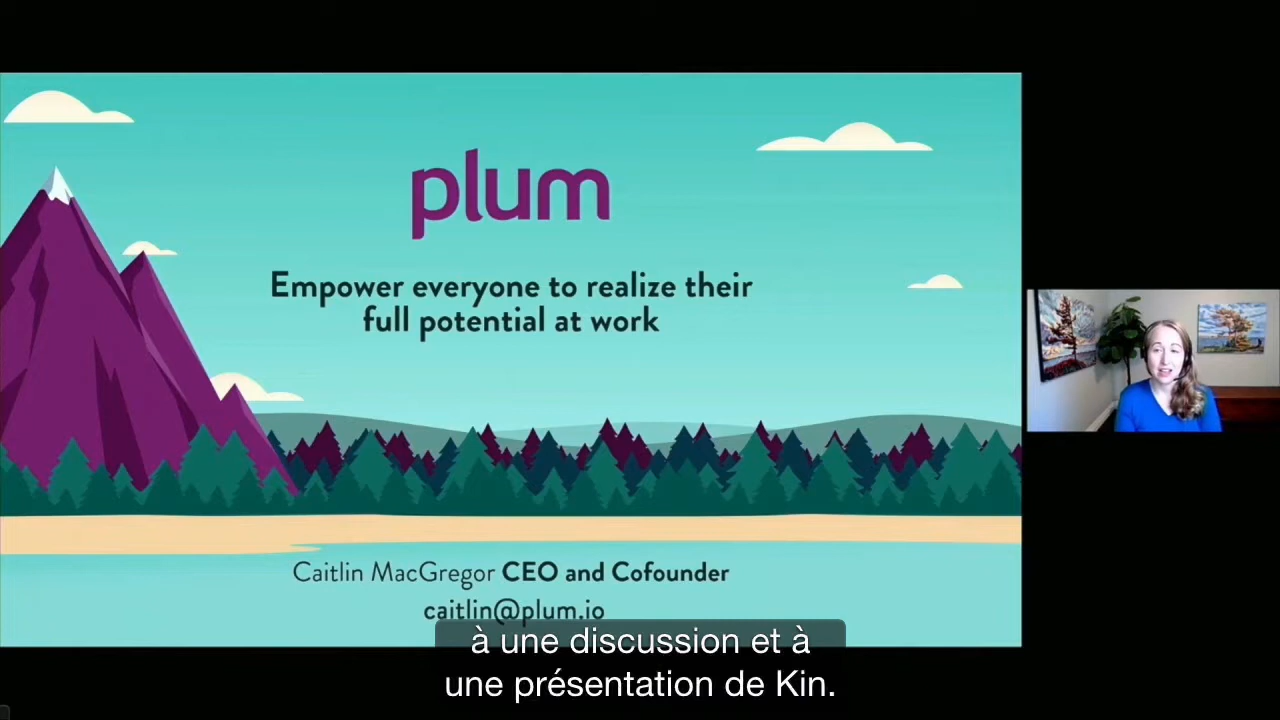 plum
Empower everyone to realize their
full potential at work
Caitlin MacGregor CEO and Cofounder
caitlin@plum.io
à une discussion et à
une présentation de Kin.